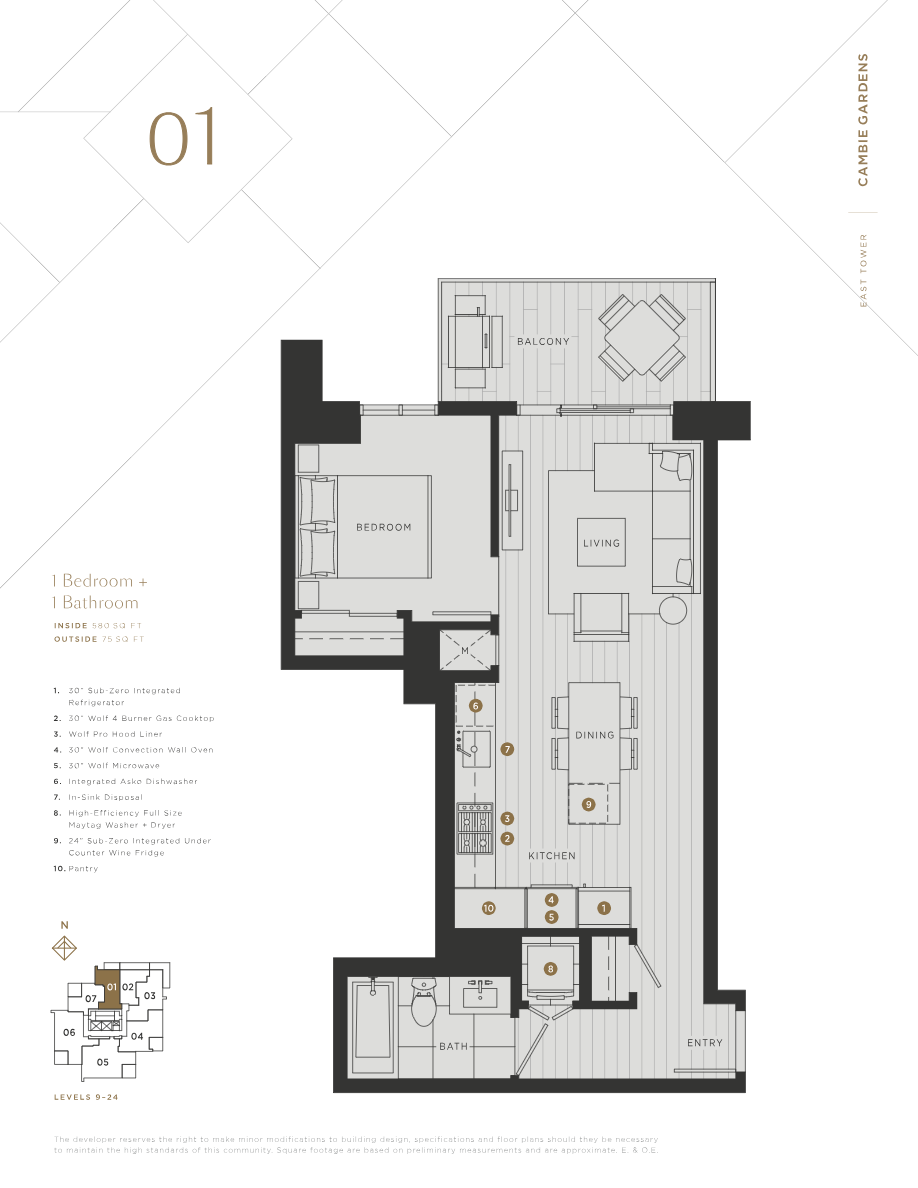 01
CAMBIE GARDENS
EAST TOWER
BALCONY
BEDROOM
LIVING
M
6
DINING
7
9
3
2
KITCHEN
4
10
5
1
8
BATH
ENTRY
1 Bedroom +
1 Bathroom
INSIDE 580 SQ FT
OUTSIDE 75 SQ FT
1. 30" Sub-Zero Integrated
Refrigerator
2. 30" Wolf 4 Burner Gas Cooktop
3. Wolf Pro Hood Liner
4. 30" Wolf Convection Wall Oven
5. 30" Wolf Microwave
6. Integrated Asko Dishwasher
7. In-Sink Disposal
8. High-Efficiency Full Size
Maytag Washer + Dryer
9. 24" Sub-Zero Integrated Under
Counter Wine Fridge
10. Pantry
N
01
02
03
07
06
04
05
LEVELS 9–24
The developer reserves the right to make minor modifications to building design, specifications and floor plans should they be necessary
to maintain the high standards of this community. Square footage are based on preliminary measurements and are approximate. E. & O.E.